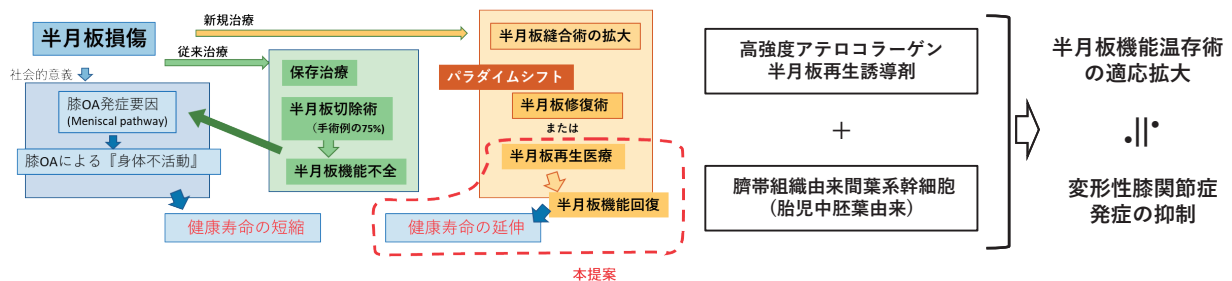 半月板損傷
新規治療
従来治療
社会的意義
膝OA発症要因
(Meniscal pathway)
膝OAによる『身体不活動』
健康寿命の短縮
保存治療
半月板切除術
（手術例の75%）
半月板機能不全
半月板縫合術の拡大
パラダイムシフト
半月板修復術
または
半月板再生医療
半月板機能回復
健康寿命の延伸
本提案
高強度アテロコラーゲン
半月板再生誘導剤
+
臍帯組織由来間葉系幹細胞
（胎児中胚葉由来）
半月板機能温存術
の適応拡大
変形性膝関節症
発症の抑制